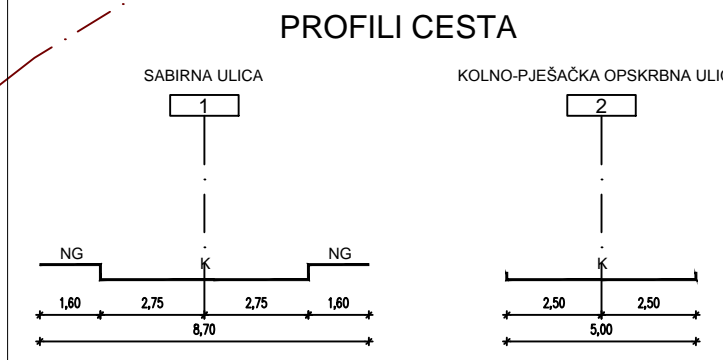 PROFILI CESTA
SABIRNA ULICA
1
NG
K
NG
1,60 2,75 2,75 1,60
8,70
KOLNO-PJEŠAČKA OPSKRBNA
2
K
2,50 2,50
5,00